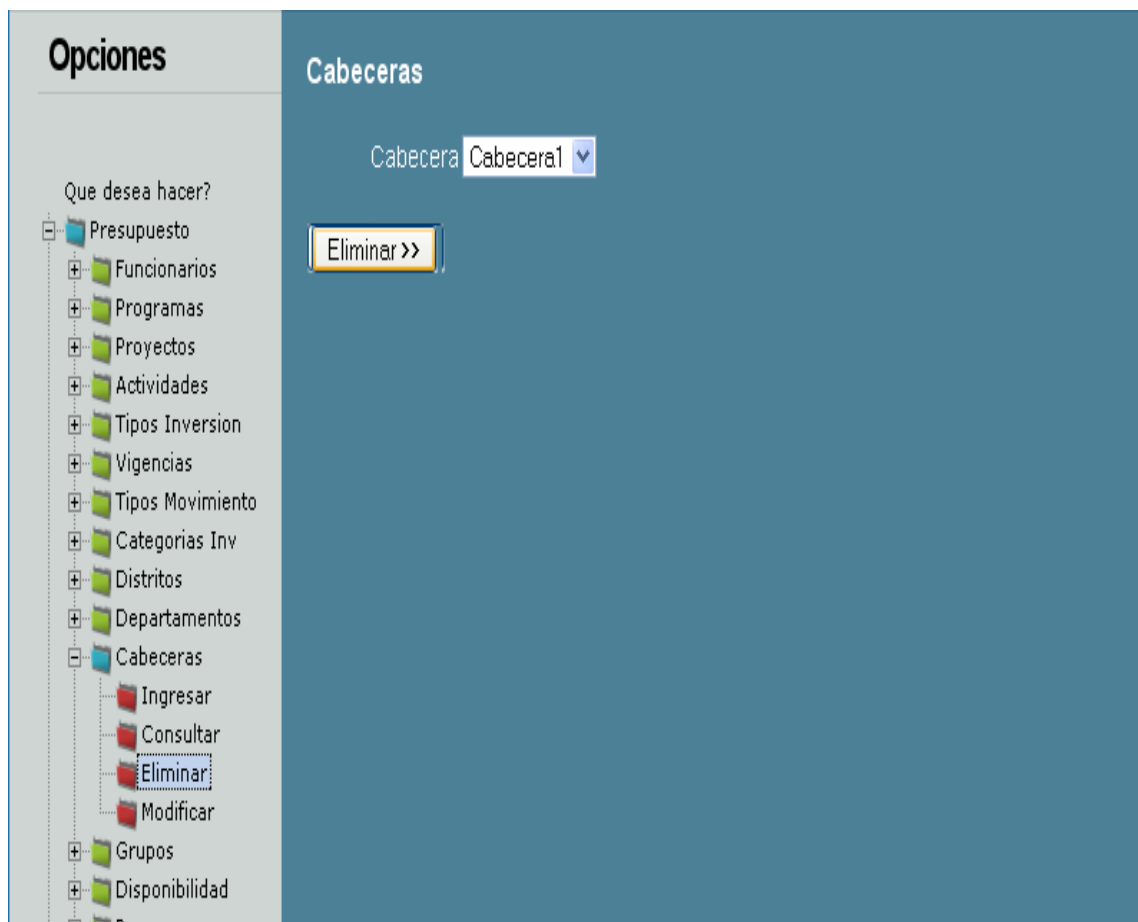 Opciones
Que desea hacer?
Presupuesto
Funcionarios
Programas
Proyectos
Actividades
Tipos Inversion
Vigencias
Tipos Movimiento
Categorias Inv
Distritos
Departamentos
Cabeceras
Ingresar
Consultar
Eliminar
Modificar
Grupos
Disponibilidad
Cabeceras
Cabecera Cabecera1
Eliminar >>